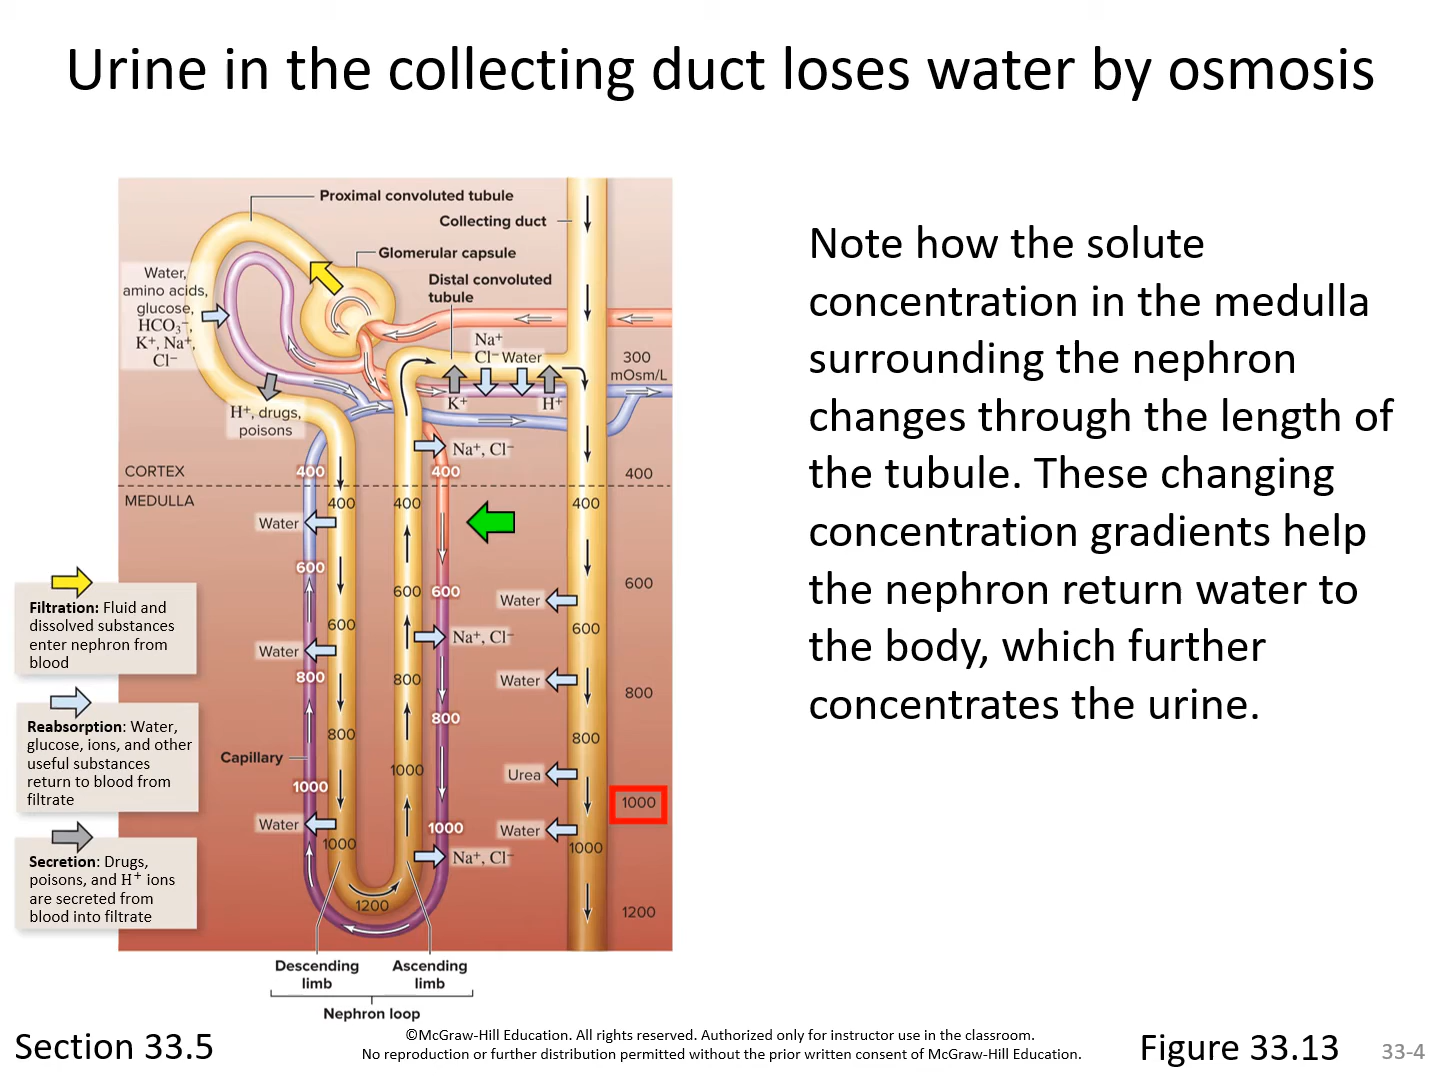 Urine in the collecting duct loses water by osmosis
Proximal convoluted tubule
Collecting duct
Glomerular capsule
Distal convoluted
tubule
Water,
amino acids,
glucose,
HCO₃⁻,
K⁺, Na⁺,
Cl⁻
Na⁺
Cl⁻ Water
K⁺
H⁺
H⁺, drugs,
poisons
300
mOsm/L
Na⁺, Cl⁻
CORTEX
400
400
400
MEDULLA
400
400
400
Water
600
600
600
600
Water
600
600
Na⁺, Cl⁻
Water
800
800
Water
800
800
800
800
Capillary
1000
Urea
1000
1000
Water
1000
Water
1000
1000
Na⁺, Cl⁻
1200
1200
Descending
limb
Ascending
limb
Nephron loop
Filtration: Fluid and
dissolved substances
enter nephron from
blood
Reabsorption: Water,
glucose, ions, and other
useful substances
return to blood from
filtrate
Secretion: Drugs,
poisons, and H⁺ ions
are secreted from
blood into filtrate
Note how the solute
concentration in the medulla
surrounding the nephron
changes through the length of
the tubule. These changing
concentration gradients help
the nephron return water to
the body, which further
concentrates the urine.
Section 33.5
©McGraw-Hill Education. All rights reserved. Authorized only for instructor use in the classroom.
No reproduction or further distribution permitted without the prior written consent of McGraw-Hill Education.
Figure 33.13
33-4